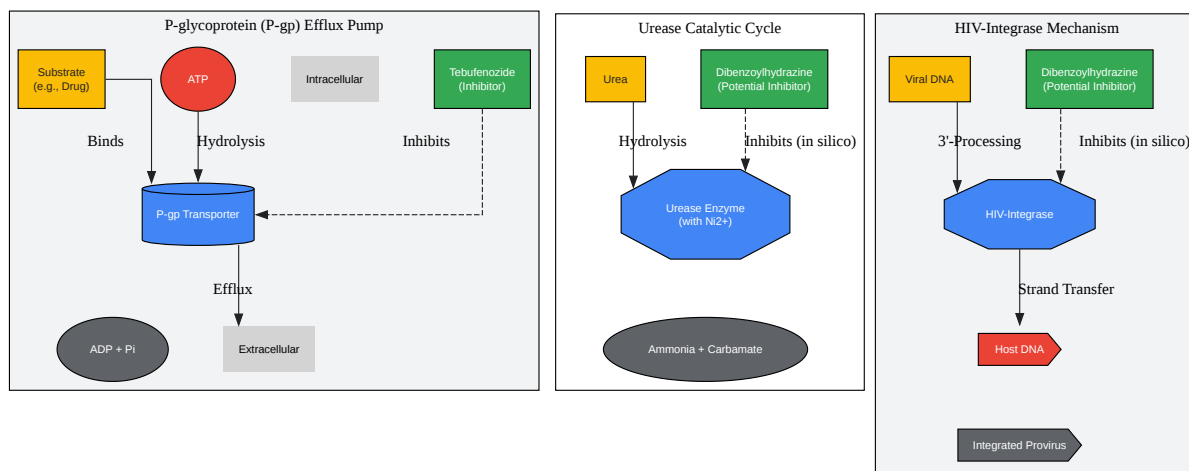 P-glycoprotein (P-gp) Efflux Pump
Substrate
(e.g., Drug)
ATP
Intracellular
Tebufenozide
(Inhibitor)
Binds
Hydrolysis
Inhibits
P-gp Transporter
Efflux
ADP + Pi
Extracellular
Urease Catalytic Cycle
Urea
Dibenzoylhydrazine
(Potential Inhibitor)
Hydrolysis
Inhibits (in silico)
Urease Enzyme
(with Ni2+)
Ammonia + Carbamate
HIV-Integrase Mechanism
Viral DNA
Dibenzoylhydrazine
(Potential Inhibitor)
3'-Processing
Inhibits (in silico)
HIV-Integrase
Strand Transfer
Host DNA
Integrated Provirus